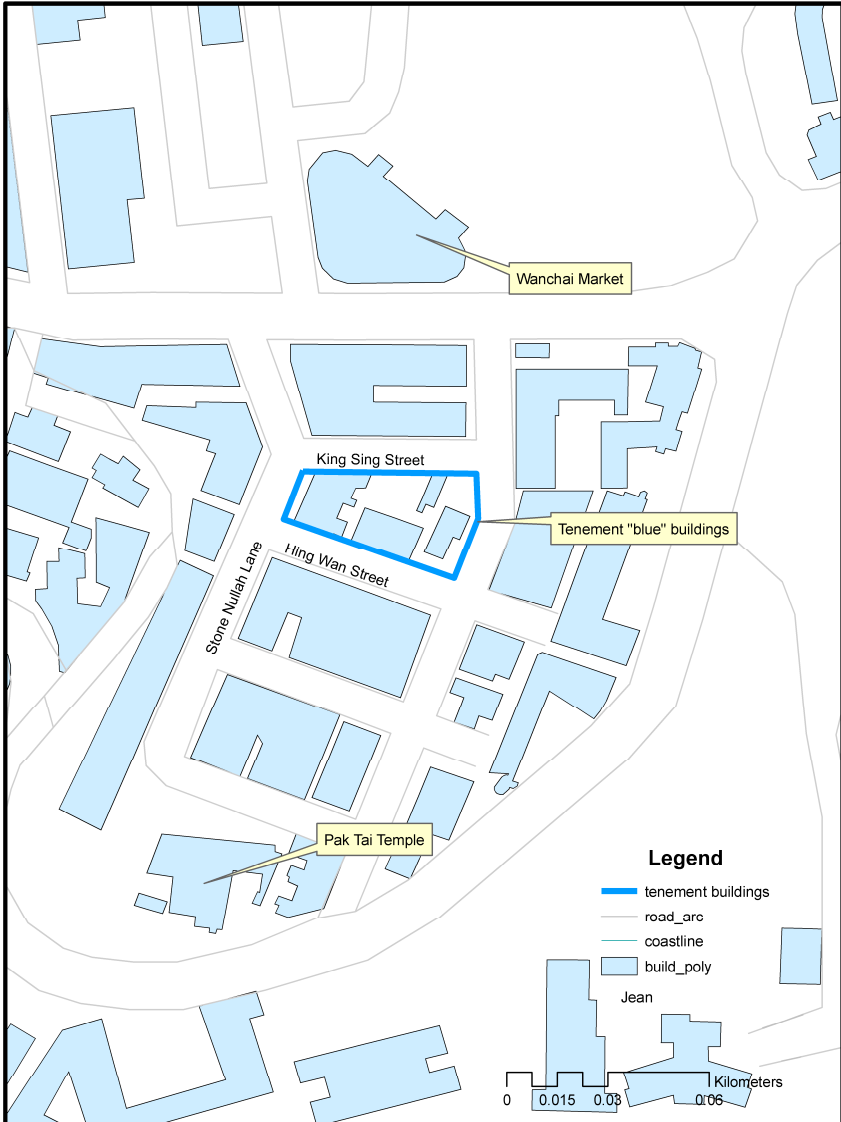 Wanchai Market
King Sing Street
Tenement "blue" buildings
Hing Wan Street
Stone Nullah Lane
Pak Tai Temple
Legend
tenement buildings
road_arc
coastline
build_poly
Jean
Kilometers
0 0.015 0.03 0.06